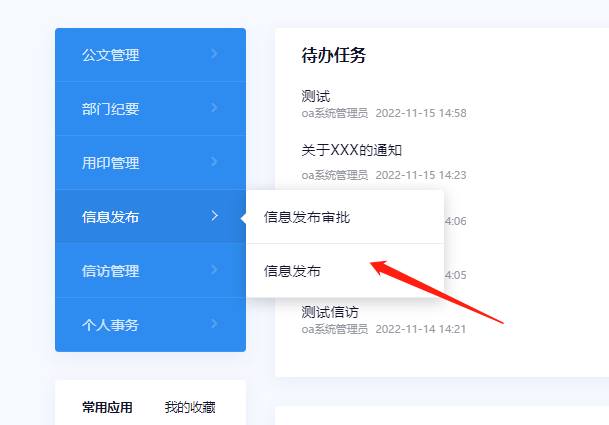 公文管理
部门纪要
用印管理
信息发布
信访管理
个人事务
信息发布审批
信息发布
待办任务
测试
oa系统管理员 2022-11-15 14:58
关于XXX的通知
oa系统管理员 2022-11-15 14:23
4:06
4:05
测试信访
oa系统管理员 2022-11-14 14:21
常用应用 我的收藏